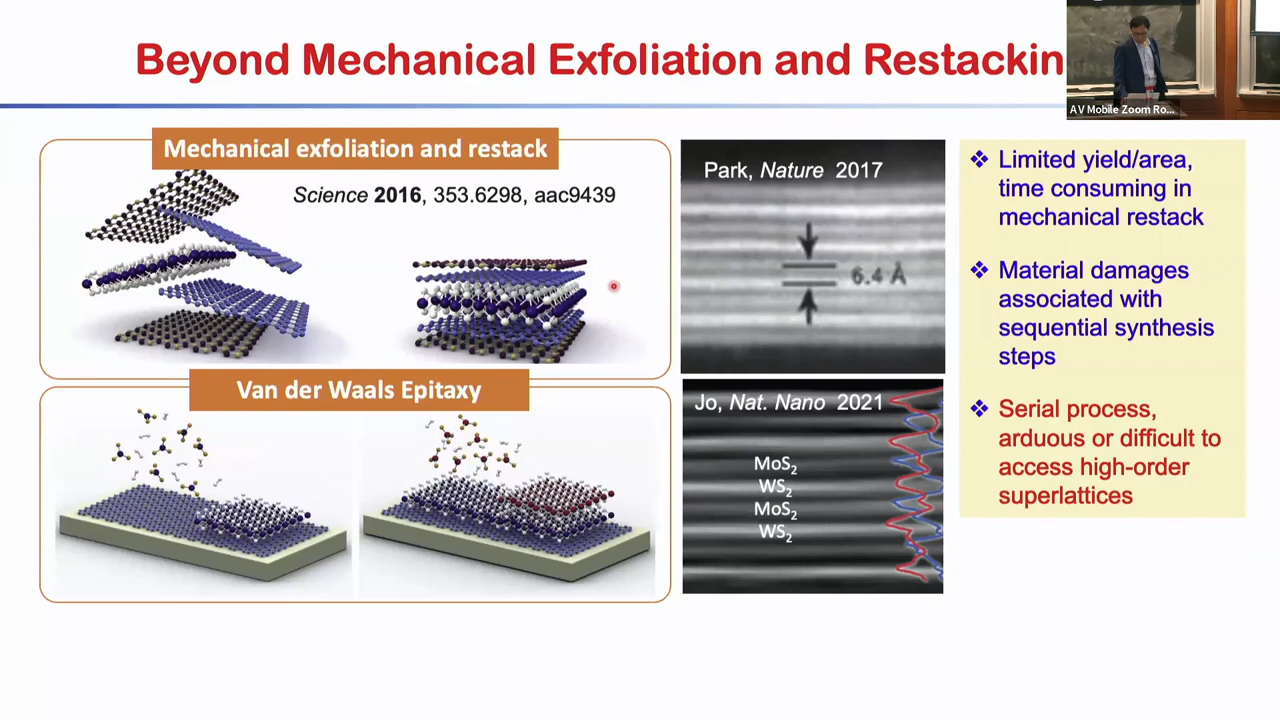 Beyond Mechanical Exfoliation and Restackin
AV Mobile Zoom Ro...
Mechanical exfoliation and restack
Science 2016, 353.6298, aac9439
Van der Waals Epitaxy
Park, Nature 2017
6.4 Å
Jo, Nat. Nano 2021
MoS₂
WS₂
MoS₂
WS₂
❖ Limited yield/area,
time consuming in
mechanical restack
❖ Material damages
associated with
sequential synthesis
steps
❖ Serial process,
arduous or difficult to
access high-order
superlattices